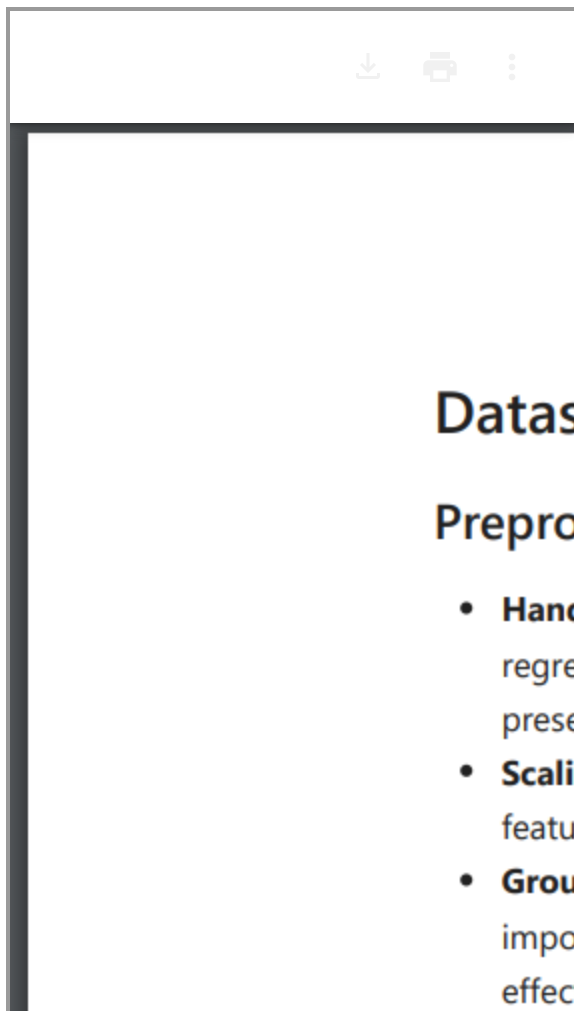 Datas
Prepro
• Hand
regre
prese
• Scali
featu
• Grou
impo
effec